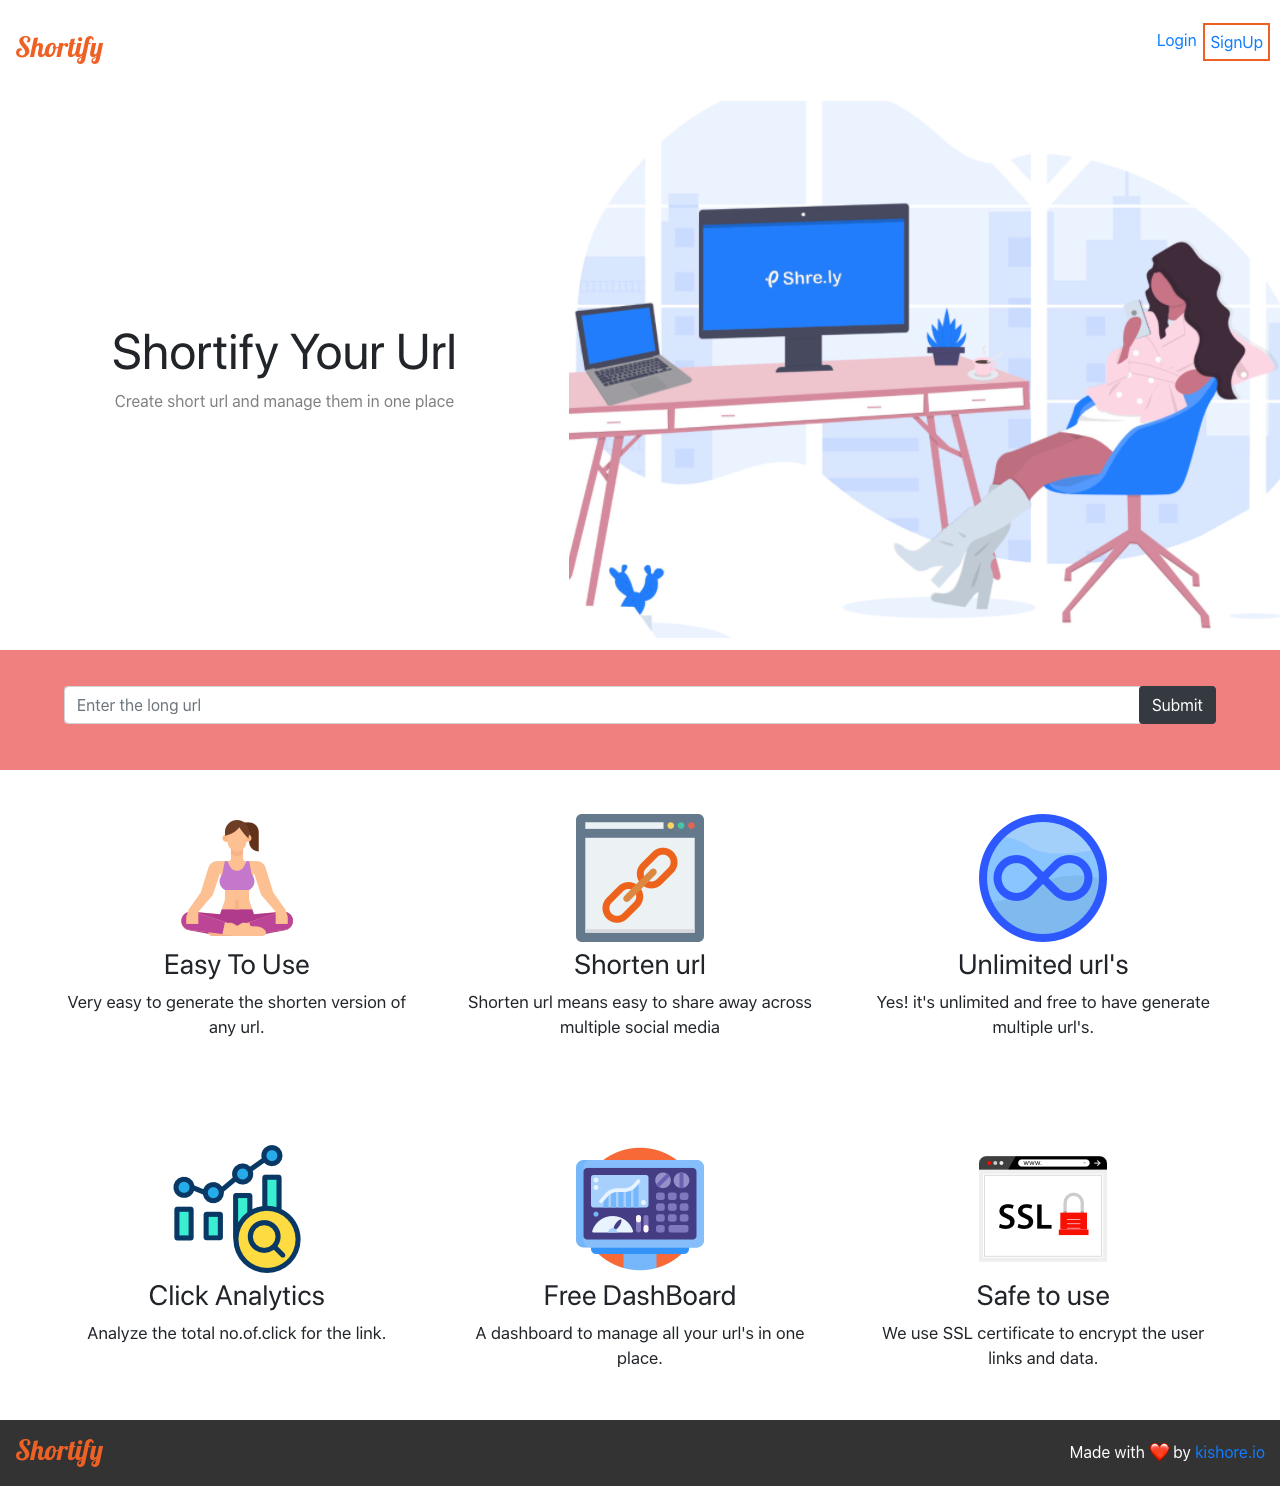 Shortify
Login
SignUp
Shre.ly
Shortify Your Url
Create short url and manage them in one place
Enter the long url
Submit
Easy To Use
Very easy to generate the shorten version of
any url.
Shorten url
Shorten url means easy to share away across
multiple social media
Unlimited url's
Yes! it's unlimited and free to have generate
multiple url's.
Click Analytics
Analyze the total no.of.click for the link.
Free DashBoard
A dashboard to manage all your url's in one
place.
www.
SSL
Safe to use
We use SSL certificate to encrypt the user
links and data.
Shortify
Made with ❤️ by kishore.io